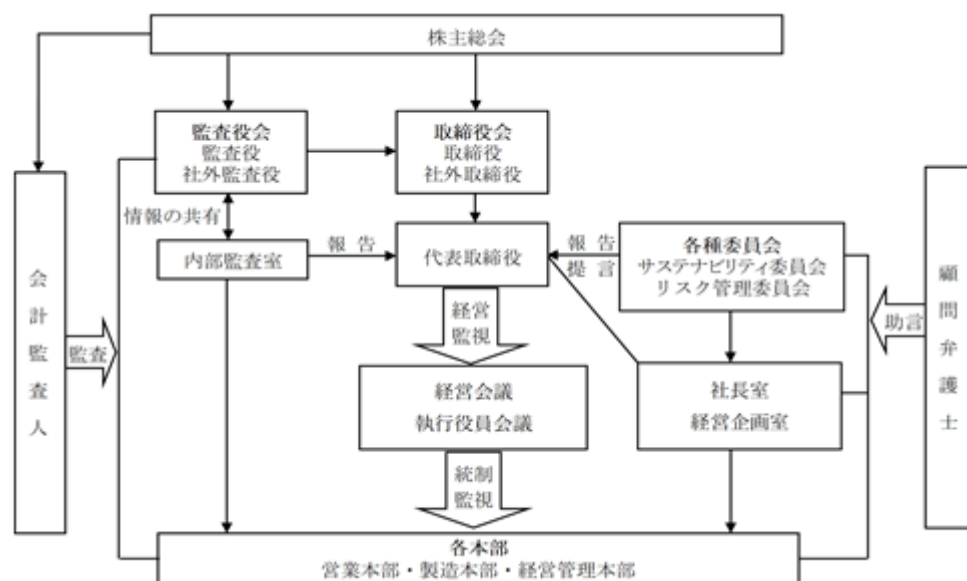 株主総会
監査役会
監査役
社外監査役
取締役会
取締役
社外取締役
情報の共有
内部監査室
報告
代表取締役
報告
提言
各種委員会
サステナビリティ委員会
リスク管理委員会
会計監査人
監査
経営
監視
助言
顧問弁護士
経営会議
執行役員会議
社長室
経営企画室
統制
監視
各本部
営業本部・製造本部・経営管理本部